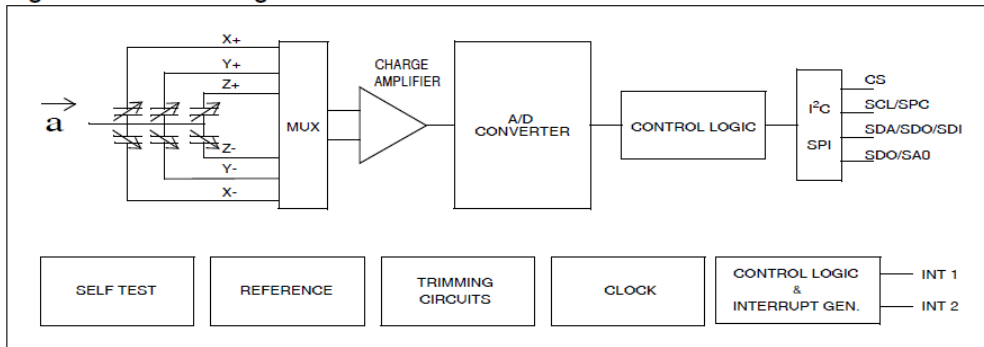 X+
Y+
Z+
a
Z-
Y-
X-
MUX
CHARGE
AMPLIFIER
A/D
CONVERTER
CONTROL LOGIC
I²C
SPI
CS
SCL/SPC
SDA/SDO/SDI
SDO/SA0
SELF TEST
REFERENCE
TRIMMING
CIRCUITS
CLOCK
CONTROL LOGIC
&
INTERRUPT GEN.
INT 1
INT 2